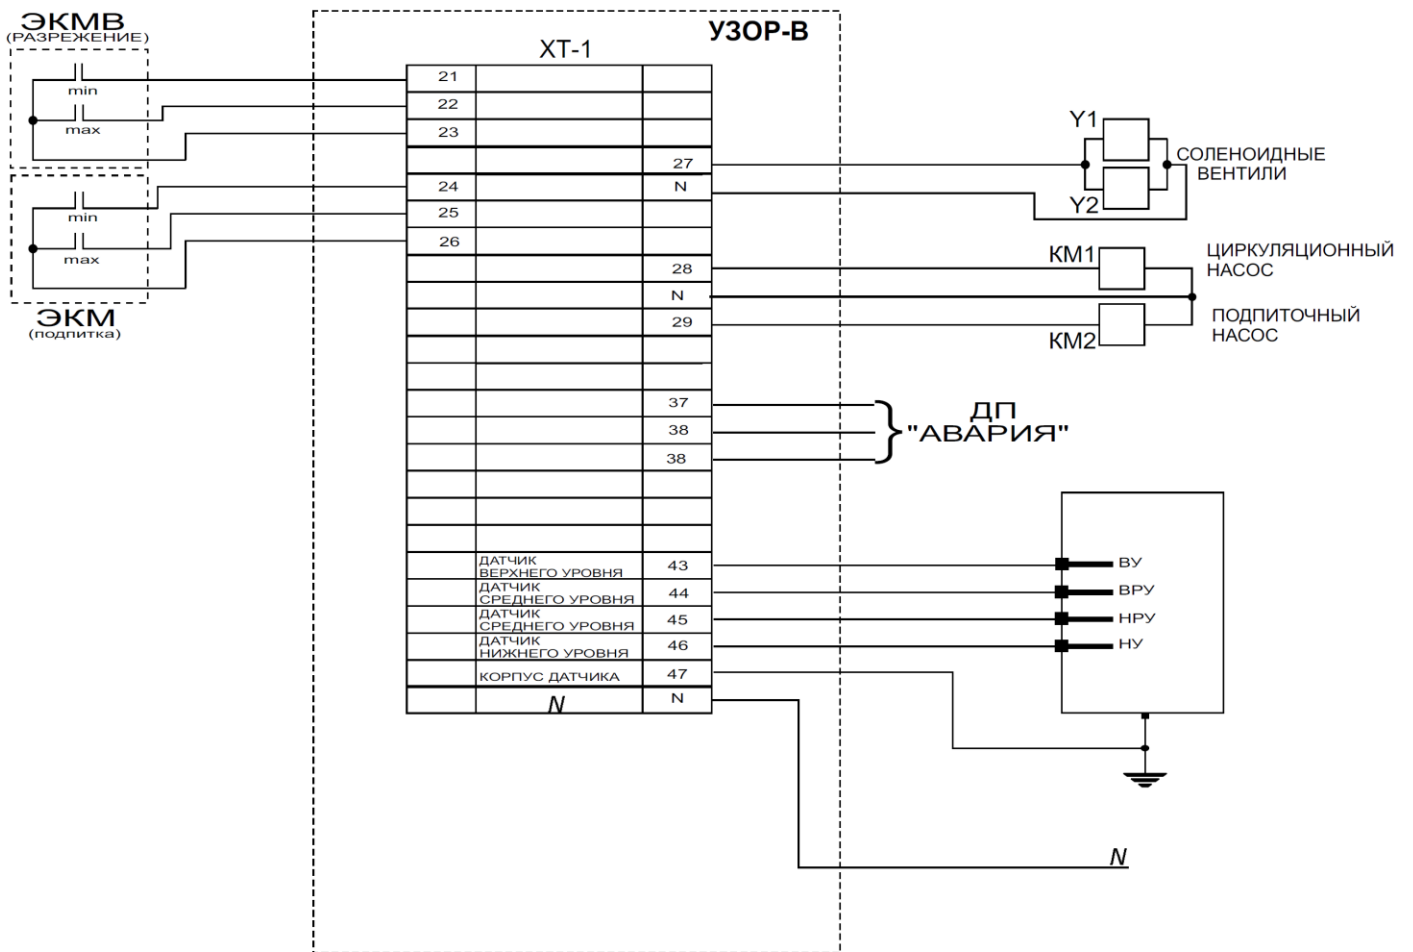 ЭКМВ
(РАЗРЕЖЕНИЕ)
min
max
min
max
ЭКМ
(подпитка)
УЗОР-В
XT-1
21
22
23
27
24
N
25
26
28
N
29
37
38
38
ДАТЧИК
ВЕРХНЕГО УРОВНЯ
43
ДАТЧИК
СРЕДНЕГО УРОВНЯ
44
ДАТЧИК
СРЕДНЕГО УРОВНЯ
45
ДАТЧИК
НИЖНЕГО УРОВНЯ
46
КОРПУС ДАТЧИКА
47
N
N
Y1
Y2
СОЛЕНОИДНЫЕ
ВЕНТИЛИ
КМ1
ЦИРКУЛЯЦИОННЫЙ
НАСОС
КМ2
ПОДПИТОЧНЫЙ
НАСОС
ДП
"АВАРИЯ"
ВУ
ВРУ
НРУ
НУ
N